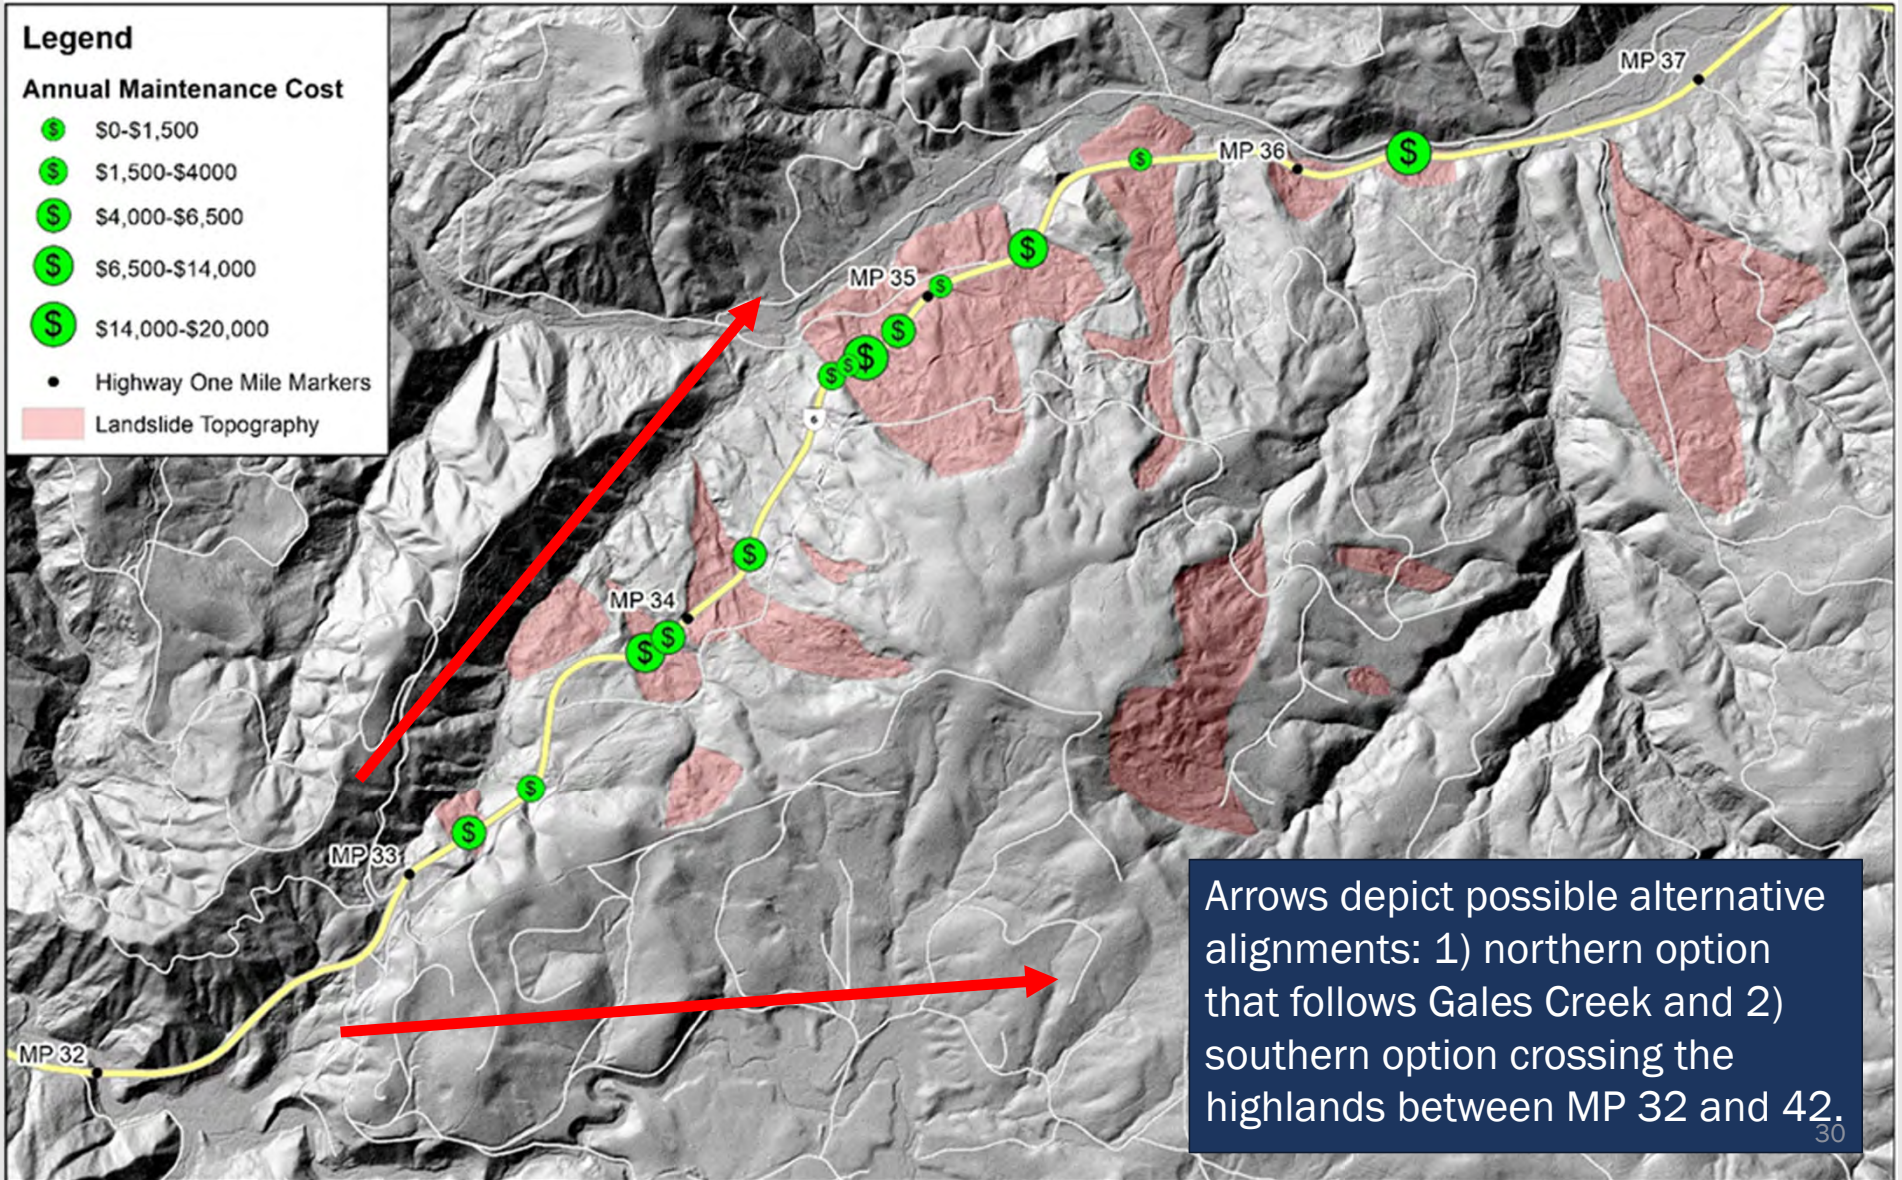 Legend
Annual Maintenance Cost
$ $0-$1,500
$ $1,500-$4000
$ $4,000-$6,500
$ $6,500-$14,000
$ $14,000-$20,000
Highway One Mile Markers
Landslide Topography
MP 37
MP 36
$
$
$
MP 35
$
$
$
$
$
6
$
MP 34
$
$
$
$
MP 33
MP 32
Arrows depict possible alternative
alignments: 1) northern option
that follows Gales Creek and 2)
southern option crossing the
highlands between MP 32 and 42.
30